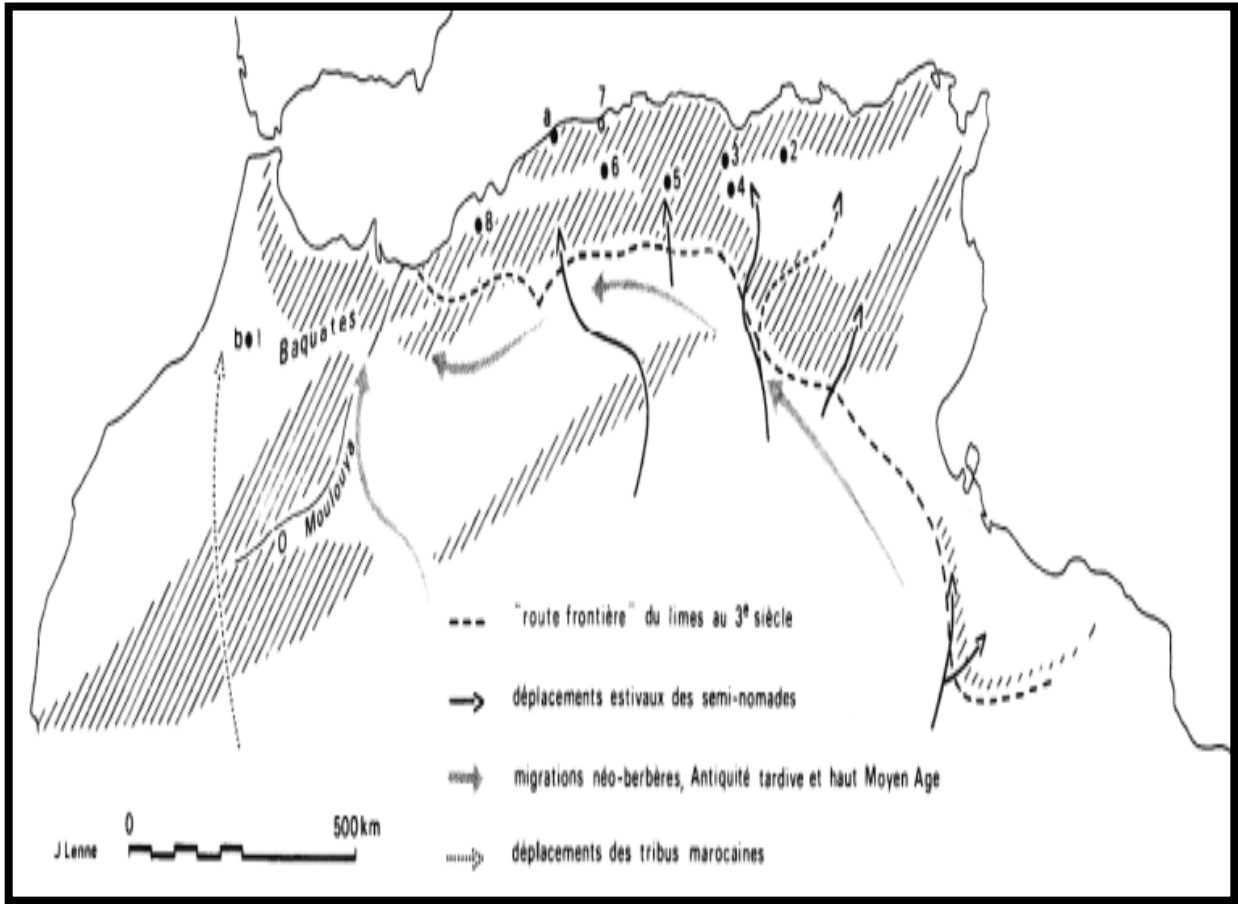 7
a
3
2
6
5
4
8
b 1
Baquates
O Moulouya
"route frontière" du limes au 3e siècle
déplacements estivaux des semi-nomades
migrations néo-berbères, Antiquité tardive et haut Moyen Age
0 500km
J Lenne
déplacements des tribus marocaines